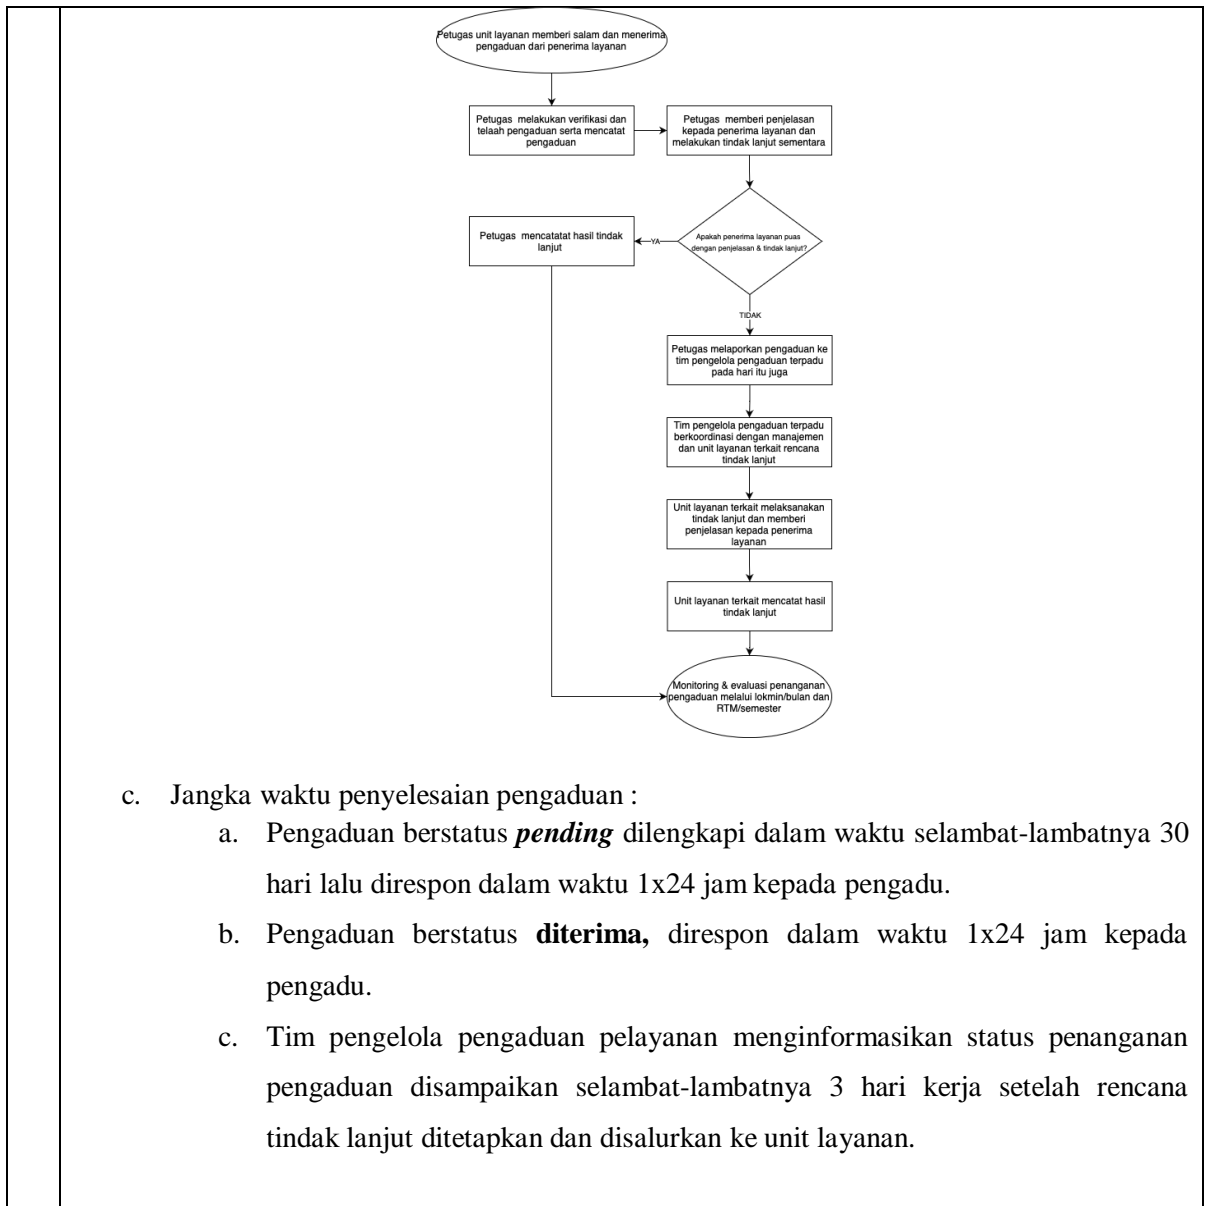 Petugas unit layanan memberi salam dan menerima
pengaduan dari penerima layanan
Petugas melakukan verifikasi dan
telaah pengaduan serta mencatat
pengaduan
Petugas memberi penjelasan
kepada penerima layanan dan
melakukan tindak lanjut sementara
Apakah penerima layanan puas
dengan penjelasan & tindak lanjut?
YA
Petugas mencatatat hasil tindak
lanjut
TIDAK
Petugas melaporkan pengaduan ke
tim pengelola pengaduan terpadu
pada hari itu juga
Tim pengelola pengaduan terpadu
berkoordinasi dengan manajemen
dan unit layanan terkait rencana
tindak lanjut
Unit layanan terkait melaksanakan
tindak lanjut dan memberi
penjelasan kepada penerima
layanan
Unit layanan terkait mencatat hasil
tindak lanjut
Monitoring & evaluasi penanganan
pengaduan melalui lokmin/bulan dan
RTM/semester
c. Jangka waktu penyelesaian pengaduan :
a. Pengaduan berstatus pending dilengkapi dalam waktu selambat-lambatnya 30
hari lalu direspon dalam waktu 1x24 jam kepada pengadu.
b. Pengaduan berstatus diterima, direspon dalam waktu 1x24 jam kepada
pengadu.
c. Tim pengelola pengaduan pelayanan menginformasikan status penanganan
pengaduan disampaikan selambat-lambatnya 3 hari kerja setelah rencana
tindak lanjut ditetapkan dan disalurkan ke unit layanan.